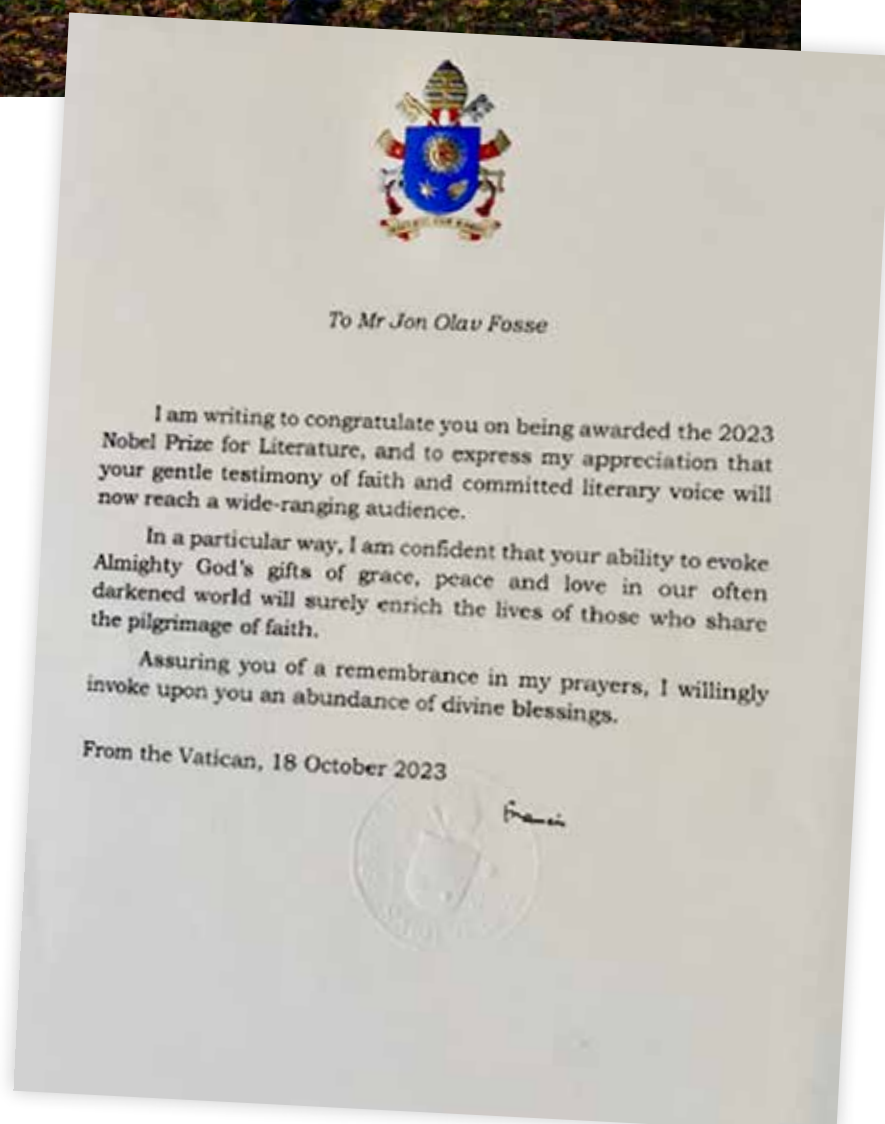 To Mr Jon Olav Fosse
I am writing to congratulate you on being awarded the 2023
Nobel Prize for Literature, and to express my appreciation that
your gentle testimony of faith and committed literary voice will
now reach a wide-ranging audience.
In a particular way, I am confident that your ability to evoke
Almighty God's gifts of grace, peace and love in our often
darkened world will surely enrich the lives of those who share
the pilgrimage of faith.
Assuring you of a remembrance in my prayers, I willingly
invoke upon you an abundance of divine blessings.
From the Vatican, 18 October 2023
Francis